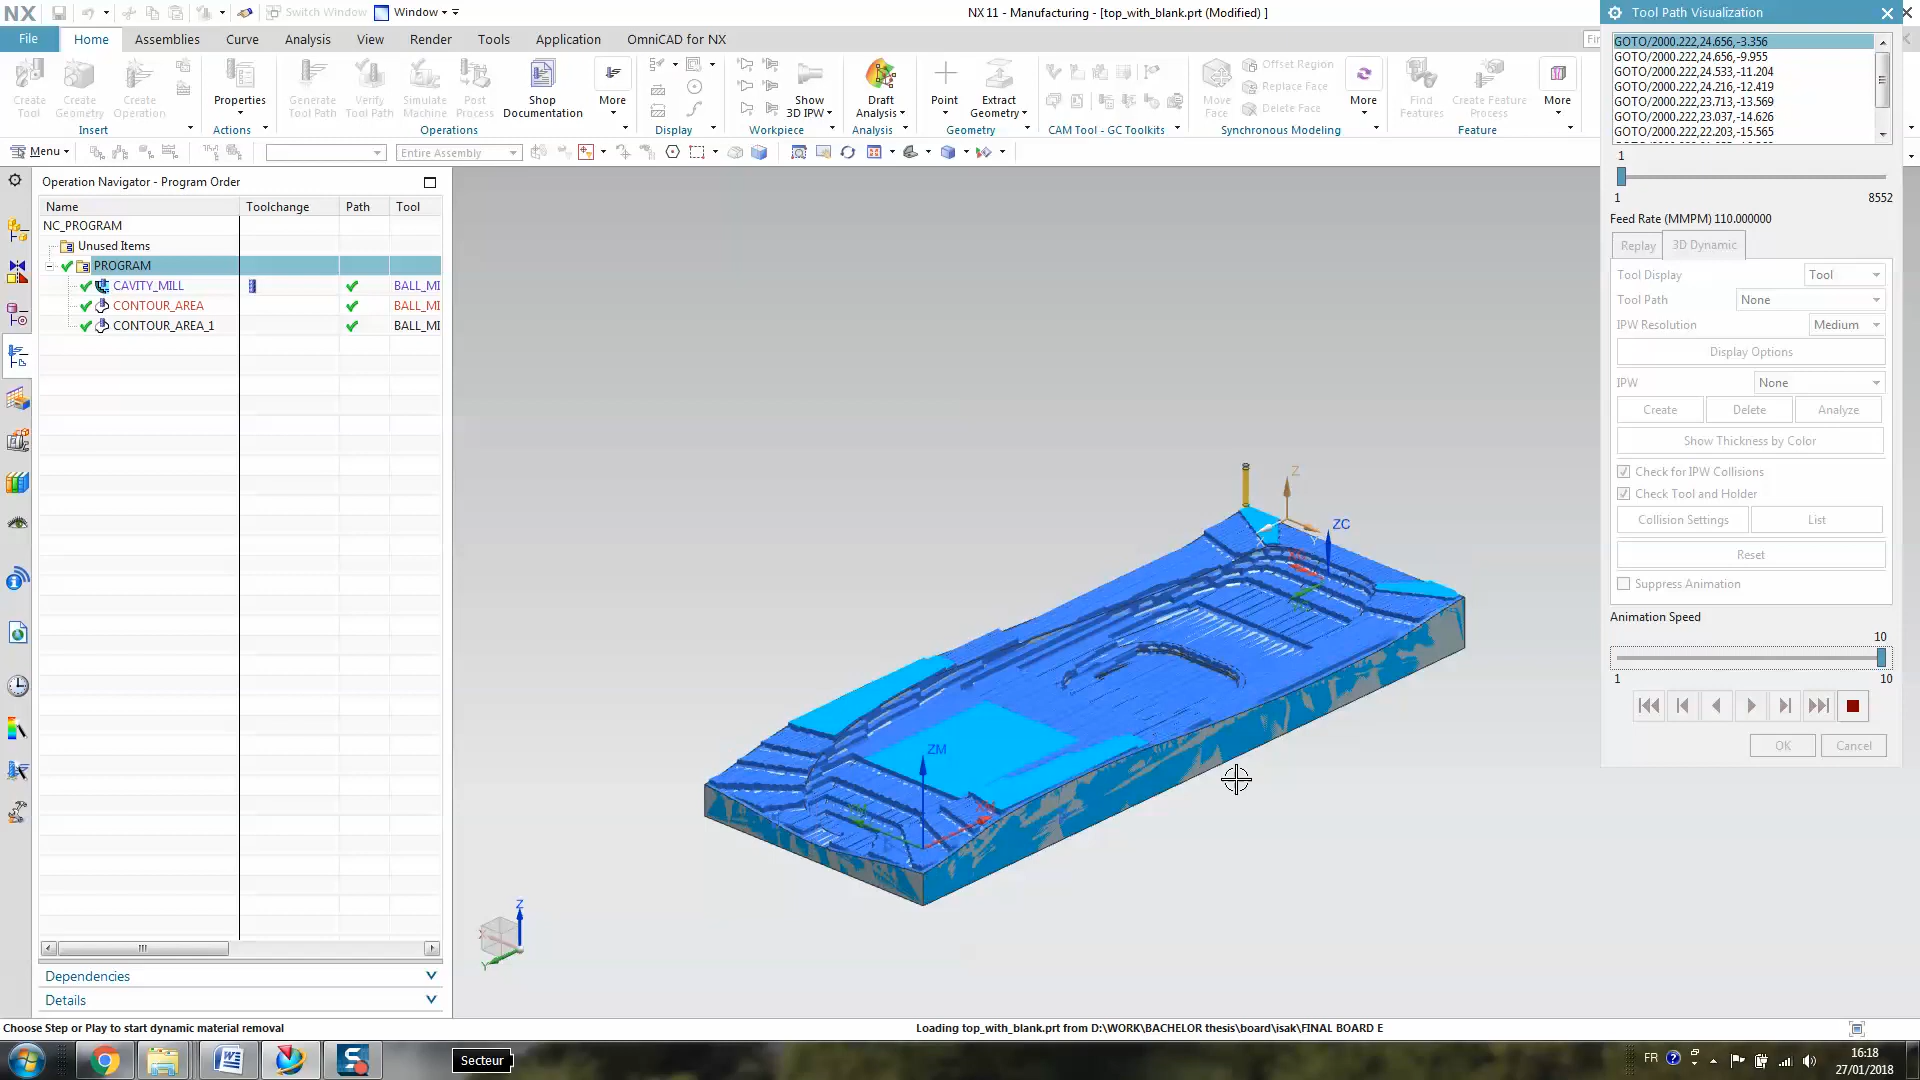 NX
Switch Window
Window
NX 11 - Manufacturing - [top_with_blank.prt (Modified) ]
Tool Path Visualization
File
Home
Assemblies
Curve
Analysis
View
Render
Tools
Application
OmniCAD for NX
Create Tool
Create Geometry
Create Operation
Insert
Properties
Actions
Generate Tool Path
Verify Tool Path
Simulate Machine
Post Process
Shop Documentation
More
Operations
Display
Show 3D IPW
Workpiece
Draft Analysis
Analysis
Point
Extract Geometry
Geometry
CAM Tool - GC Toolkits
Move Face
Offset Region
Replace Face
Delete Face
More
Synchronous Modeling
Find Features
Create Feature Process
More
Feature
Menu
Entire Assembly
Operation Navigator - Program Order
Name
Toolchange
Path
Tool
NC_PROGRAM
Unused Items
PROGRAM
CAVITY_MILL
BALL_MI
CONTOUR_AREA
BALL_MI
CONTOUR_AREA_1
BALL_MI
Dependencies
Details
Z
ZC
ZM
XM
Z
Y
GOTO/2000.222,24.656,-3.356
GOTO/2000.222,24.656,-9.955
GOTO/2000.222,24.533,-11.204
GOTO/2000.222,24.216,-12.419
GOTO/2000.222,23.713,-13.569
GOTO/2000.222,23.037,-14.626
GOTO/2000.222,22.203,-15.565
1
1
8552
Feed Rate (MMPM) 110.000000
Replay
3D Dynamic
Tool Display
Tool
Tool Path
None
IPW Resolution
Medium
Display Options
IPW
None
Create
Delete
Analyze
Show Thickness by Color
Check for IPW Collisions
Check Tool and Holder
Collision Settings
List
Reset
Suppress Animation
Animation Speed
10
1
10
OK
Cancel
Choose Step or Play to start dynamic material removal
Loading top_with_blank.prt from D:\WORK\BACHELOR thesis\board\isak\FINAL BOARD E
Secteur
FR
16:18
27/01/2018